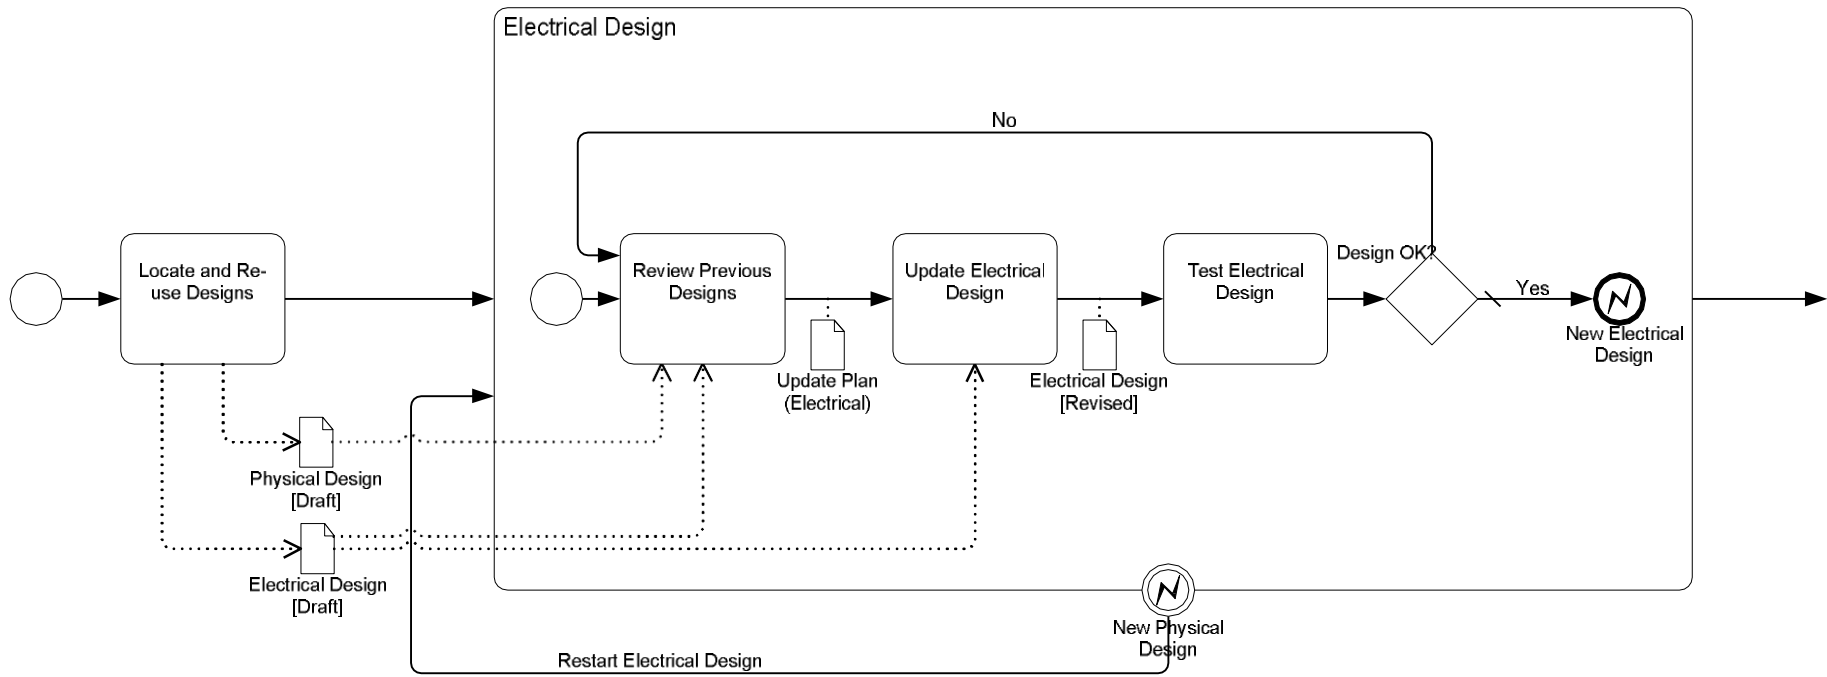 Electrical Design
No
Locate and Re-
use Designs
Review Previous
Designs
Update Electrical
Design
Test Electrical
Design
Design OK?
Yes
New Electrical
Design
Update Plan
(Electrical)
Electrical Design
[Revised]
Physical Design
[Draft]
Electrical Design
[Draft]
New Physical
Design
Restart Electrical Design